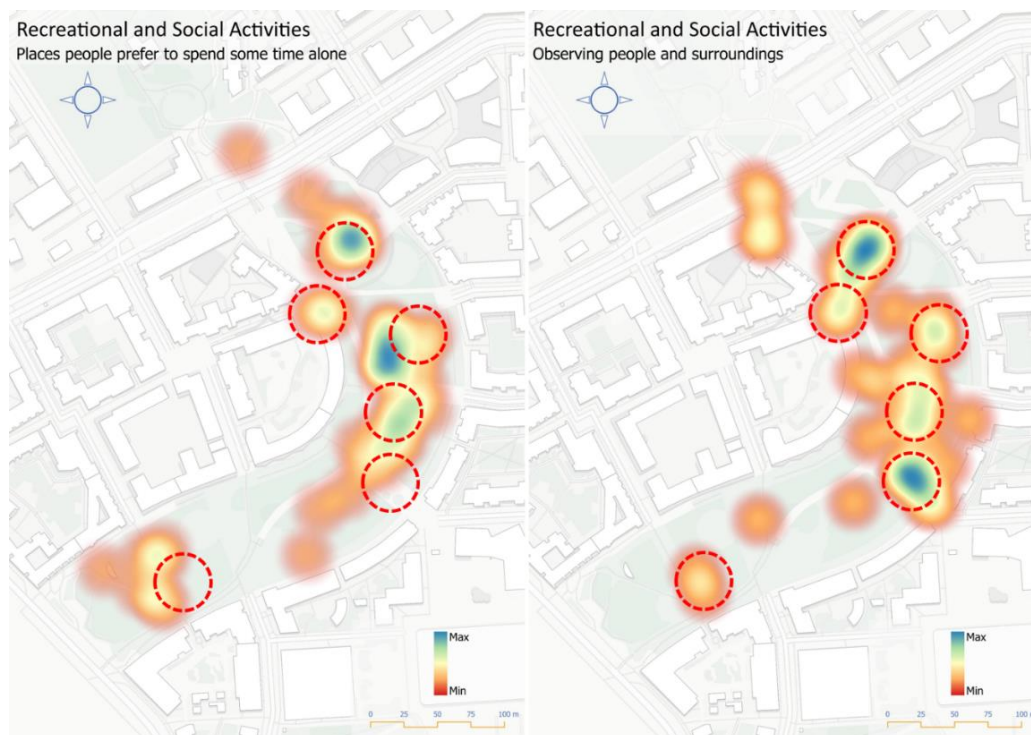 Recreational and Social Activities
Places people prefer to spend some time alone
Max
Min
0 25 50 75 100 m
Recreational and Social Activities
Observing people and surroundings
Max
Min
0 25 50 75 100 m